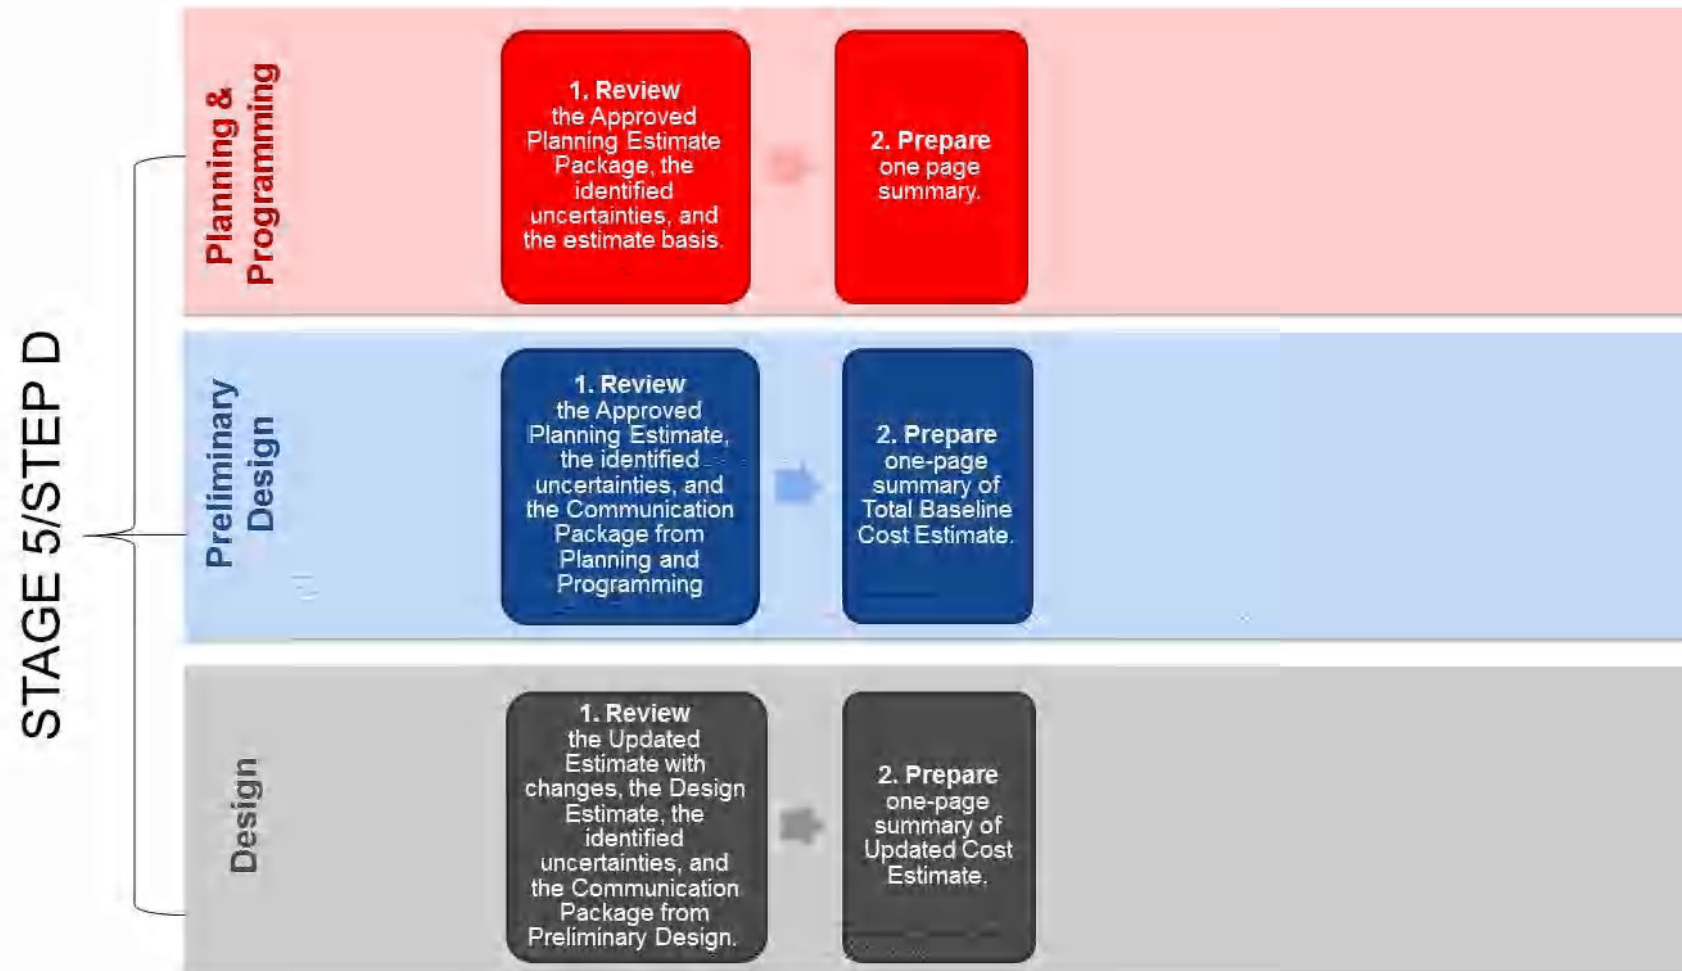 STAGE 5/STEP D
Planning &
Programming
1. Review
the Approved
Planning Estimate
Package, the
identified
uncertainties, and
the estimate basis.
2. Prepare
one page
summary.
Preliminary
Design
1. Review
the Approved
Planning Estimate,
the identified
uncertainties, and
the Communication
Package from
Planning and
Programming
2. Prepare
one-page
summary of
Total Baseline
Cost Estimate.
Design
1. Review
the Updated
Estimate with
changes, the Design
Estimate, the
identified
uncertainties, and
the Communication
Package from
Preliminary Design.
2. Prepare
one-page
summary of
Updated Cost
Estimate.